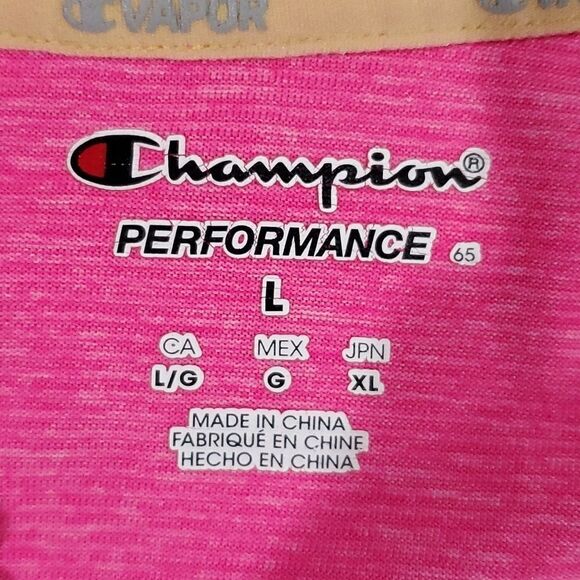 VAPOR
Champion®
PERFORMANCE 65
L
CA MEX JPN
L/G G XL
MADE IN CHINA
FABRIQUÉ EN CHINE
HECHO EN CHINA